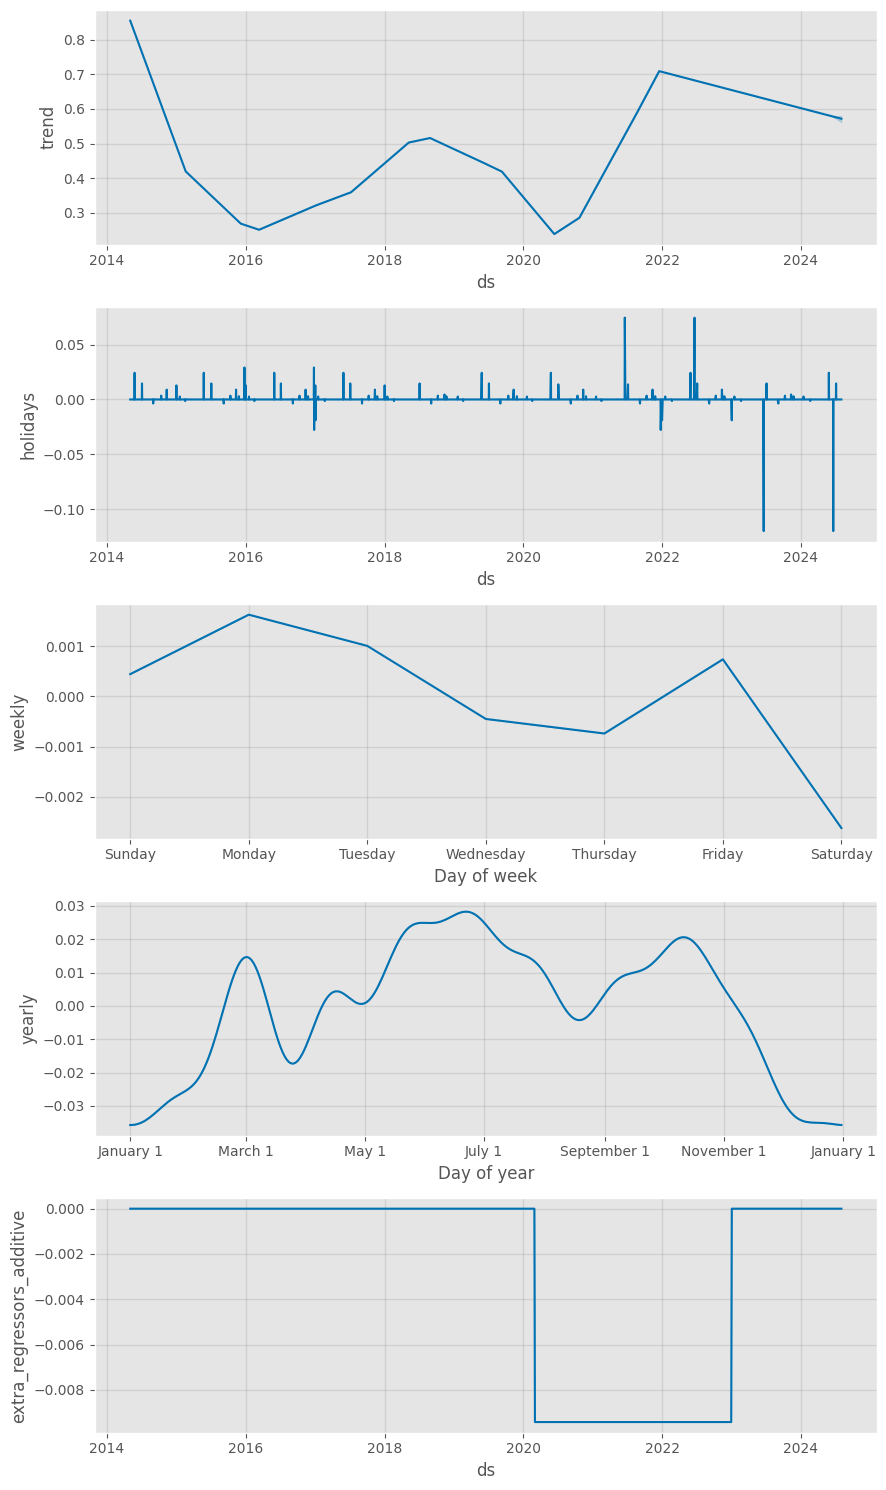 0.8
0.7
0.6
0.5
0.4
0.3
trend
2014 2016 2018 2020 2022 2024
ds
0.05
0.00
−0.05
−0.10
holidays
2014 2016 2018 2020 2022 2024
ds
0.001
0.000
−0.001
−0.002
weekly
Sunday Monday Tuesday Wednesday Thursday Friday Saturday
Day of week
0.03
0.02
0.01
0.00
−0.01
−0.02
−0.03
yearly
January 1 March 1 May 1 July 1 September 1 November 1 January 1
Day of year
0.000
−0.002
−0.004
−0.006
−0.008
extra_regressors_additive
2014 2016 2018 2020 2022 2024
ds